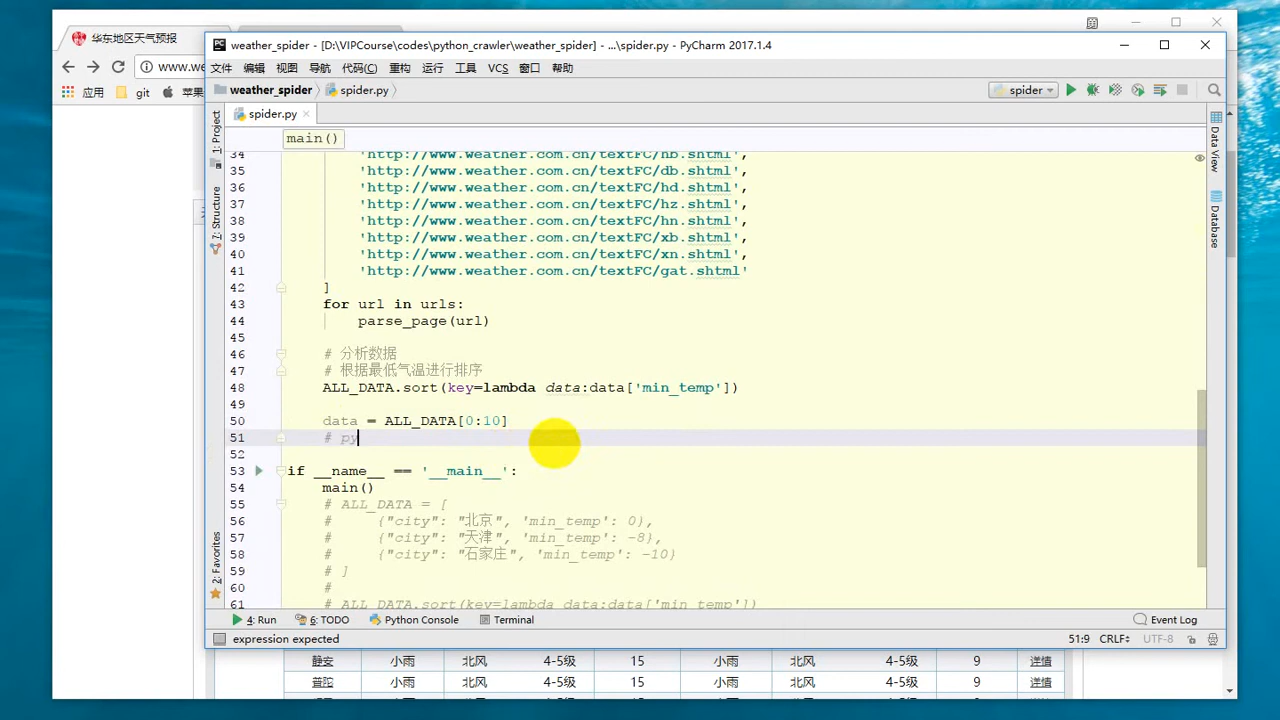 华东地区天气预报
www.we
应用 git 苹果
weather_spider - [D:\VIPCourse\codes\python_crawler\weather_spider] - ...\spider.py - PyCharm 2017.1.4
文件 编辑 视图 导航 代码(C) 重构 运行 工具 VCS 窗口 帮助
weather_spider spider.py spider
spider.py
main()
34 'http://www.weather.com.cn/textFC/hb.shtml',
35 'http://www.weather.com.cn/textFC/db.shtml',
36 'http://www.weather.com.cn/textFC/hd.shtml',
37 'http://www.weather.com.cn/textFC/hz.shtml',
38 'http://www.weather.com.cn/textFC/hn.shtml',
39 'http://www.weather.com.cn/textFC/xb.shtml',
40 'http://www.weather.com.cn/textFC/xn.shtml',
41 'http://www.weather.com.cn/textFC/gat.shtml'
42 ]
43 for url in urls:
44 parse_page(url)
45
46 # 分析数据
47 # 根据最低气温进行排序
48 ALL_DATA.sort(key=lambda data:data['min_temp'])
49
50 data = ALL_DATA[0:10]
51 # py
52
53 if __name__ == '__main__':
54 main()
55 # ALL_DATA = [
56 # {"city": "北京", 'min_temp': 0},
57 # {"city": "天津", 'min_temp': -8},
58 # {"city": "石家庄", 'min_temp': -10}
59 # ]
60 #
61 # ALL_DATA.sort(key=lambda data:data['min_temp'])
1: Project
7: Structure
2: Favorites
Data View
Database
4: Run 6: TODO Python Console Terminal Event Log
expression expected 51:9 CRLF UTF-8
静安 小雨 北风 4-5级 15 小雨 北风 4-5级 9 详情
普陀 小雨 北风 4-5级 15 小雨 北风 4-5级 9 详情